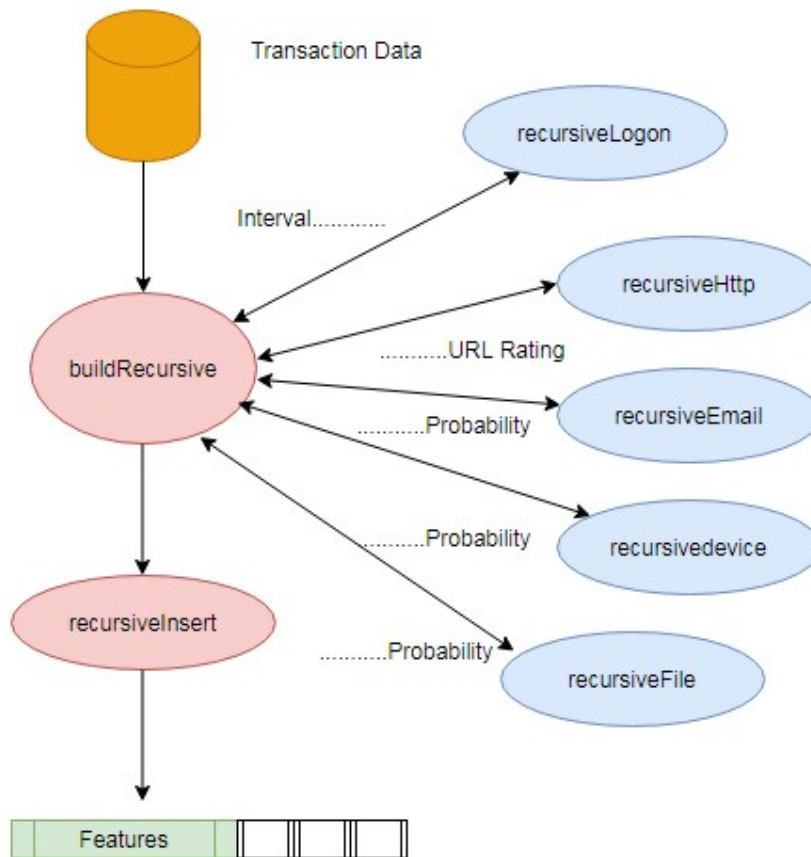 Transaction Data
recursiveLogon
Interval............
recursiveHttp
...........URL Rating
buildRecursive
recursiveEmail
...........Probability
...........Probability
recursivedevice
recursiveInsert
...........Probability
recursiveFile
Features